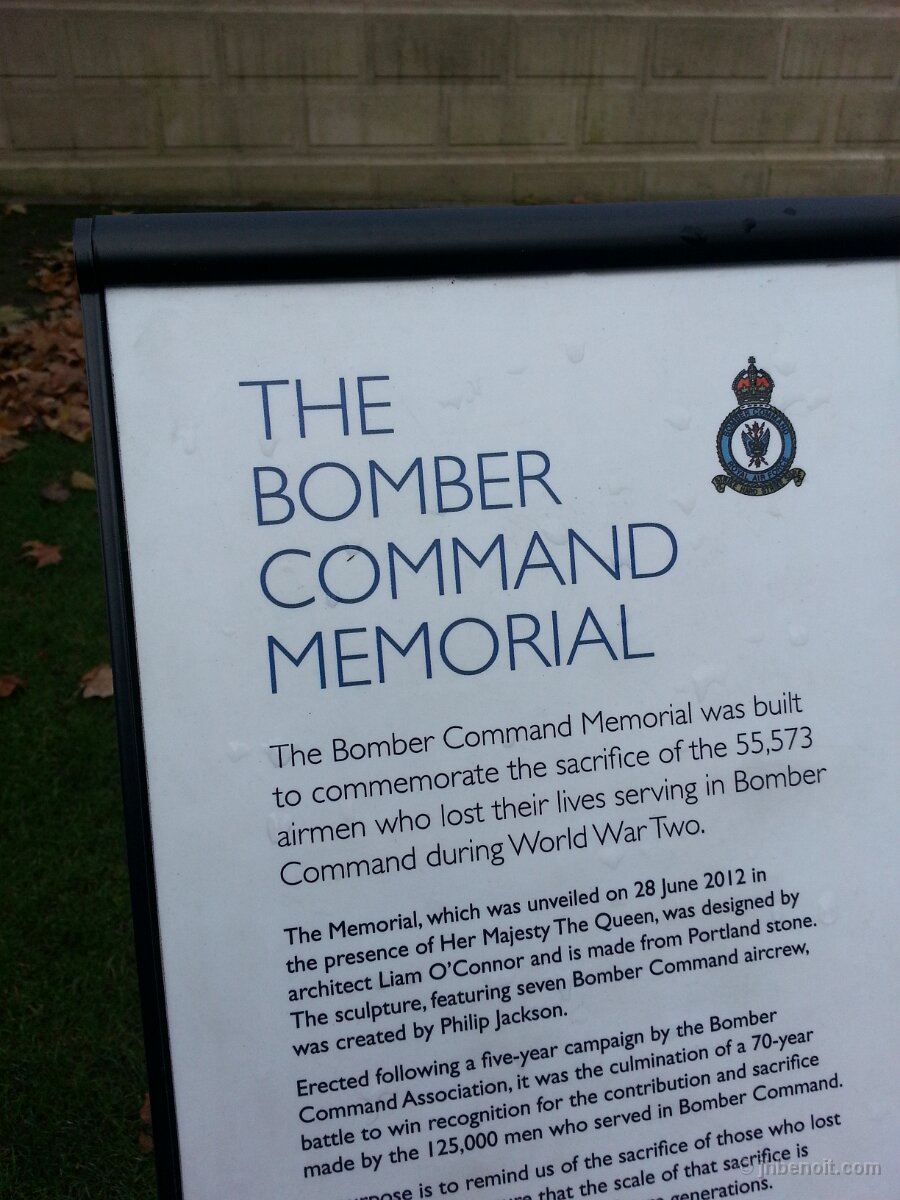 THE
BOMBER
COMMAND
MEMORIAL
BOMBER COMMAND
ROYAL AIR FORCE
The Bomber Command Memorial was built
to commemorate the sacrifice of the 55,573
airmen who lost their lives serving in Bomber
Command during World War Two.
The Memorial, which was unveiled on 28 June 2012 in
the presence of Her Majesty The Queen, was designed by
architect Liam O'Connor and is made from Portland stone.
The sculpture, featuring seven Bomber Command aircrew,
was created by Philip Jackson.
Erected following a five-year campaign by the Bomber
Command Association, it was the culmination of a 70-year
battle to win recognition for the contribution and sacrifice
made by the 125,000 men who served in Bomber Command.
is to remind us of the sacrifice of those who lost
that the scale of that sacrifice is
generations.
© jhbenoit.com